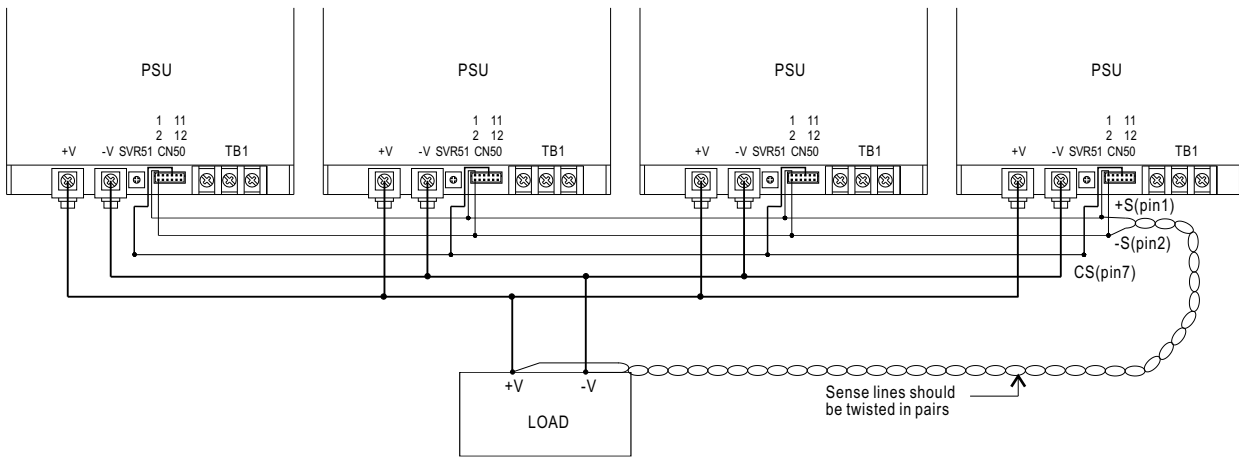 PSU PSU PSU PSU
1 11 1 11 1 11 1 11
2 12 2 12 2 12 2 12
+V -V SVR51 CN50 TB1 +V -V SVR51 CN50 TB1 +V -V SVR51 CN50 TB1 +V -V SVR51 CN50 TB1
+S(pin1)
-S(pin2)
CS(pin7)
+V -V
LOAD
Sense lines should
be twisted in pairs